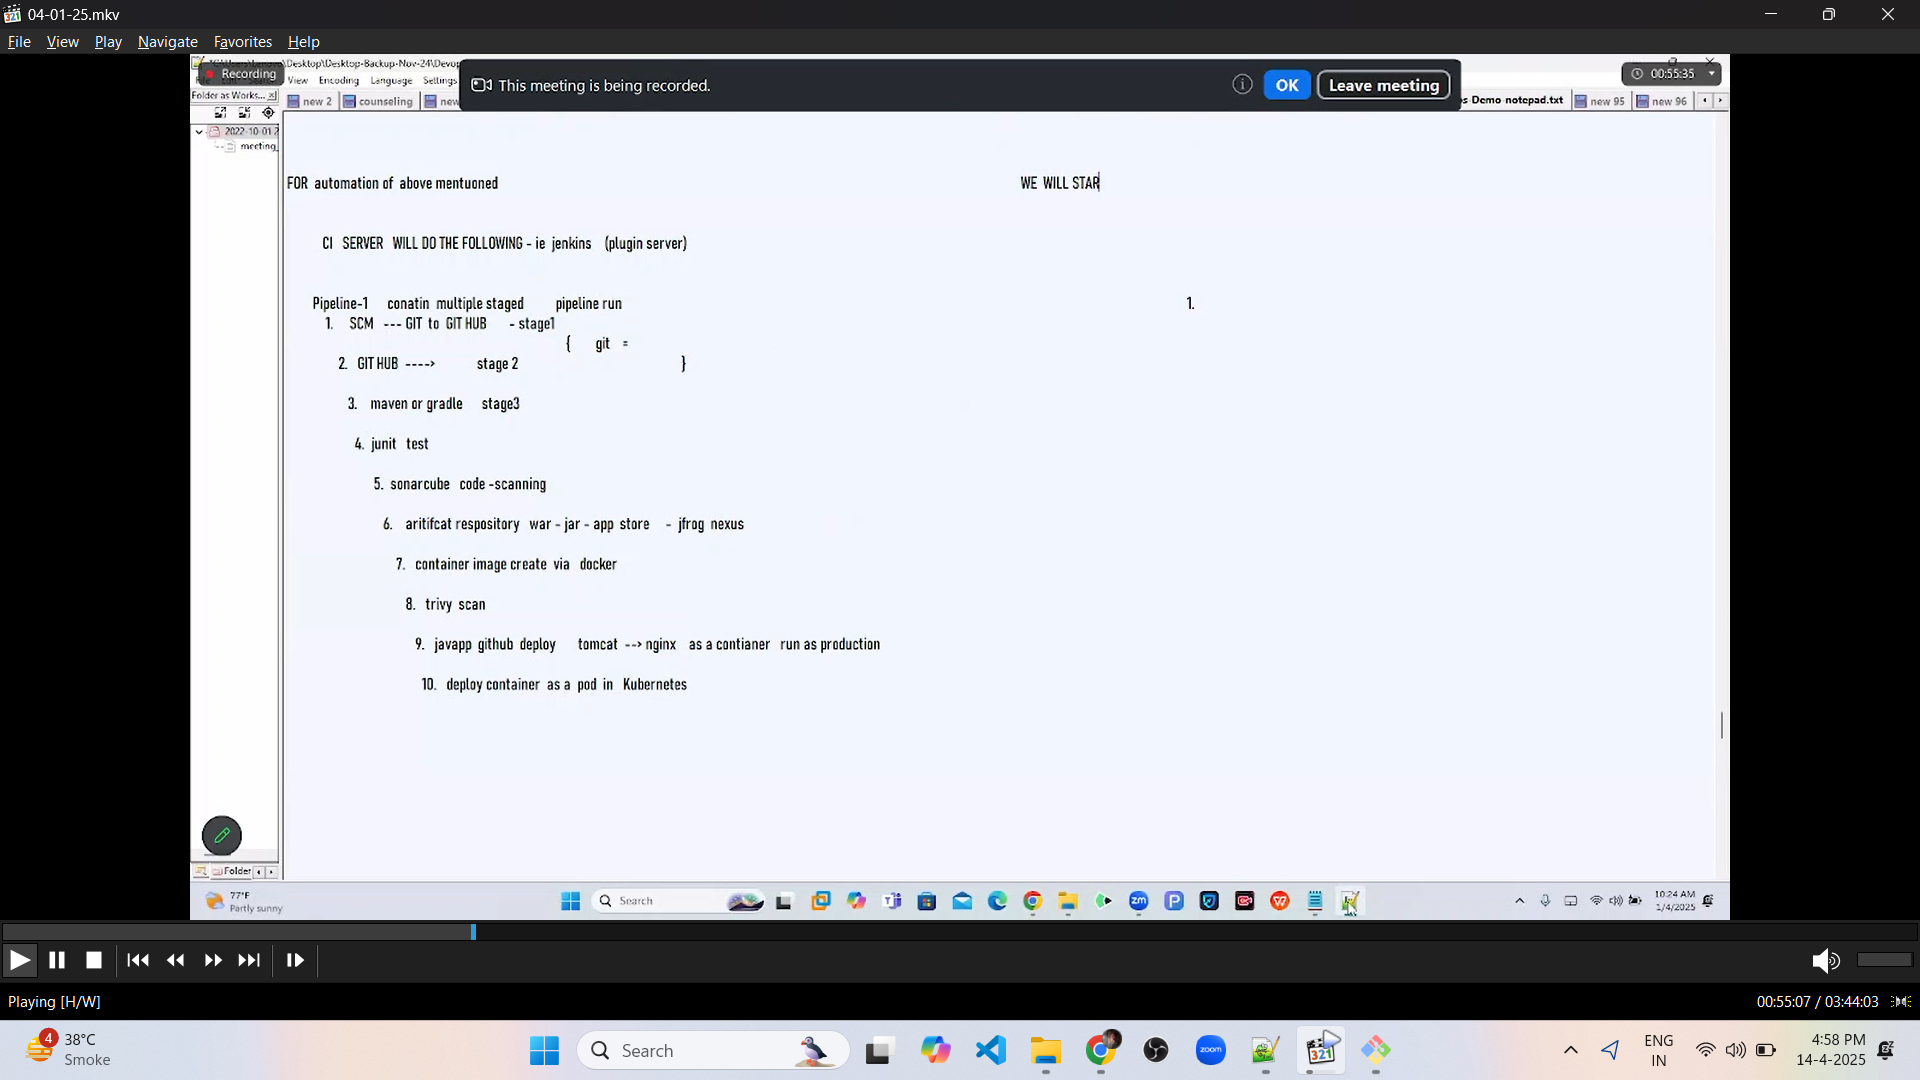 04-01-25.mkv
File View Play Navigate Favorites Help
Desktop\Desktop-Backup-Nov-24\Devop
Recording
View Encoding Language Settings
This meeting is being recorded.
OK
Leave meeting
00:55:35
Folder as Works...
new 2 counseling new
s-Demo-notepad.txt new 95 new 96
2022-10-01 2
meeting_
FOR automation of above mentuoned WE WILL STAR
CI SERVER WILL DO THE FOLLOWING - ie jenkins (plugin server)
Pipeline-1 conatin multiple staged pipeline run 1.
1. SCM --- GIT to GIT HUB - stage1
{ git =
2. GIT HUB ----> stage 2 }
3. maven or gradle stage3
4. junit test
5. sonarcube code -scanning
6. aritifcat respository war - jar - app store - jfrog nexus
7. container image create via docker
8. trivy scan
9. javapp github deploy tomcat --> nginx as a contianer run as production
10. deploy container as a pod in Kubernetes
Folder
77°F
Partly sunny
Search
10:24 AM
1/4/2025
Playing [H/W]
00:55:07 / 03:44:03
4
38°C
Smoke
Search
zoom
321
ENG
IN
4:58 PM
14-4-2025